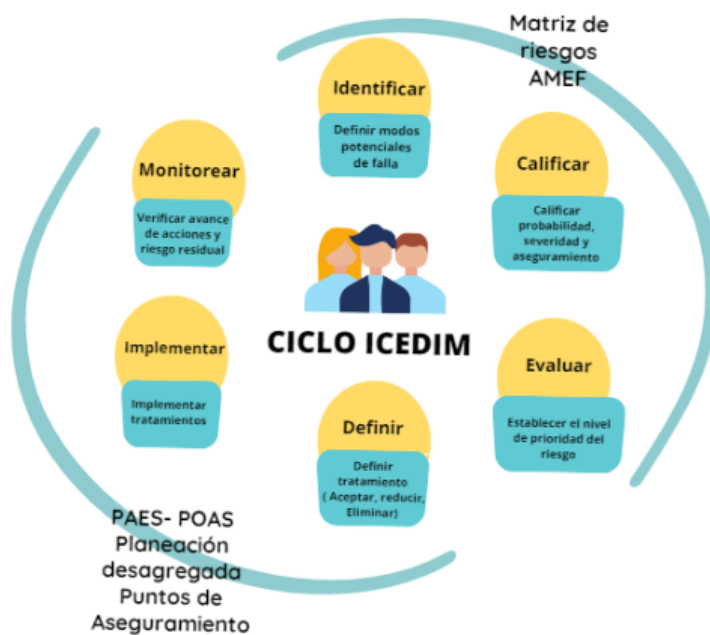 Matriz de
riesgos
AMEF
Identificar
Definir modos
potenciales
de falla
Calificar
Calificar
probabilidad,
severidad y
aseguramiento
Evaluar
Establecer el nivel
de prioridad del
riesgo
Definir
Definir
tratamiento
( Aceptar, reducir,
Eliminar)
Implementar
Implementar
tratamientos
Monitorear
Verificar avance
de acciones y
riesgo residual
CICLO ICEDIM
PAES- POAS
Planeación
desagregada
Puntos de
Aseguramiento